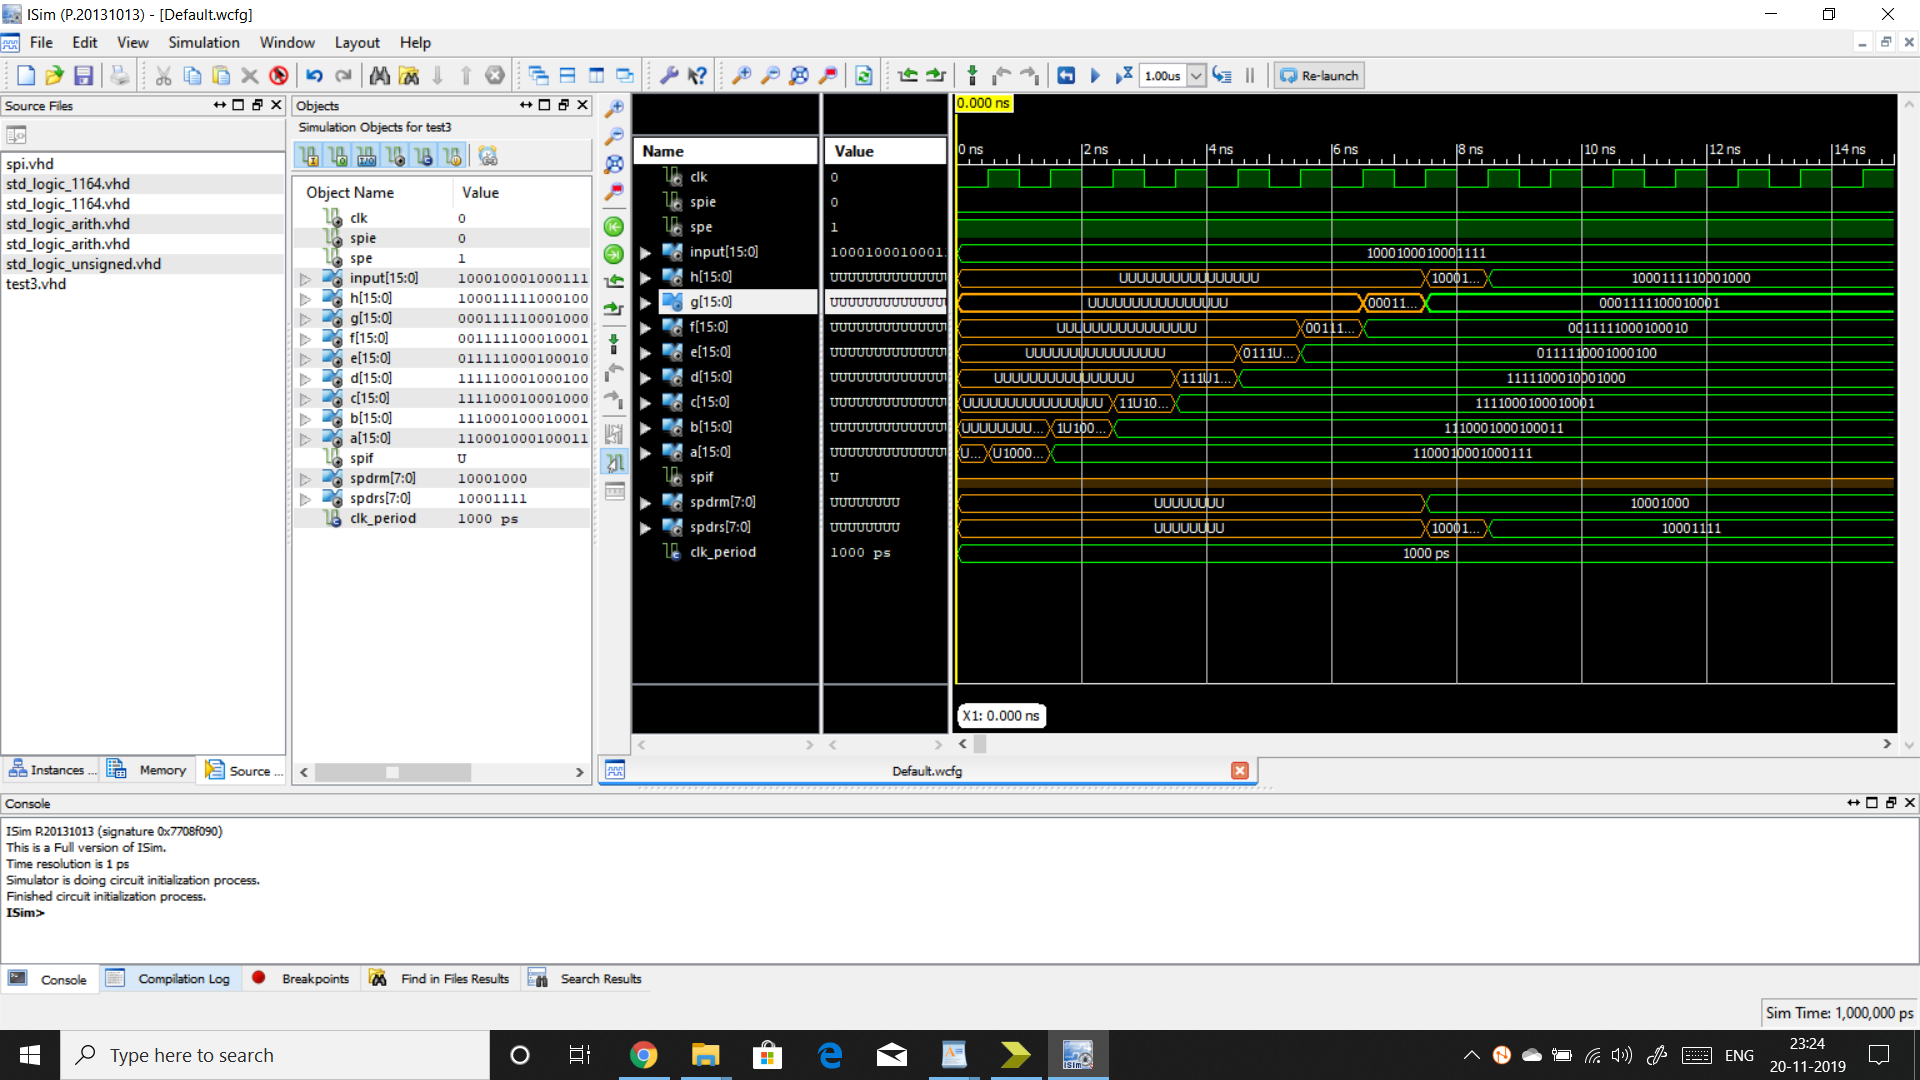 ISim (P.20131013) - [Default.wcfg]
File Edit View Simulation Window Layout Help
1.00us Re-launch
Source Files
spi.vhd
std_logic_1164.vhd
std_logic_1164.vhd
std_logic_arith.vhd
std_logic_arith.vhd
std_logic_unsigned.vhd
test3.vhd
Instances ... Memory Source ...
Objects
Simulation Objects for test3
Object Name Value
clk 0
spie 0
spe 1
input[15:0] 100010001000111
h[15:0] 100011111000100
g[15:0] 000111110001000
f[15:0] 001111100010001
e[15:0] 011111000100010
d[15:0] 111110001000100
c[15:0] 111100010001000
b[15:0] 111000100010001
a[15:0] 110001000100011
spif U
spdrm[7:0] 10001000
spdrs[7:0] 10001111
clk_period 1000 ps
0.000 ns
Name Value 0 ns 2 ns 4 ns 6 ns 8 ns 10 ns 12 ns 14 ns
clk 0
spie 0
spe 1
input[15:0] 1000100010001. 1000100010001111
h[15:0] UUUUUUUUUUUUU UUUUUUUUUUUUUUUU 10001... 1000111110001000
g[15:0] UUUUUUUUUUUUU UUUUUUUUUUUUUUUU 00011... 0001111100010001
f[15:0] UUUUUUUUUUUUU UUUUUUUUUUUUUUUU 00111... 0011111000100010
e[15:0] UUUUUUUUUUUUU UUUUUUUUUUUUUUUU 0111U... 0111110001000100
d[15:0] UUUUUUUUUUUUU UUUUUUUUUUUUUUUU 111U1... 1111100010001000
c[15:0] UUUUUUUUUUUUU UUUUUUUUUUUUUUUU 11U10... 1111000100010001
b[15:0] UUUUUUUUUUUUU UUUUUUUU... 1U100... 1110001000100011
a[15:0] UUUUUUUUUUUUU U... U1000... 1100010001000111
spif U
spdrm[7:0] UUUUUUUU UUUUUUUU 10001000
spdrs[7:0] UUUUUUUU UUUUUUUU 10001... 10001111
clk_period 1000 ps 1000 ps
X1: 0.000 ns
Default.wcfg
Console
ISim P.20131013 (signature 0x7708f090)
This is a Full version of ISim.
Time resolution is 1 ps
Simulator is doing circuit initialization process.
Finished circuit initialization process.
ISim>
Console Compilation Log Breakpoints Find in Files Results Search Results
Sim Time: 1,000,000 ps
Type here to search
ISim
ENG
23:24
20-11-2019